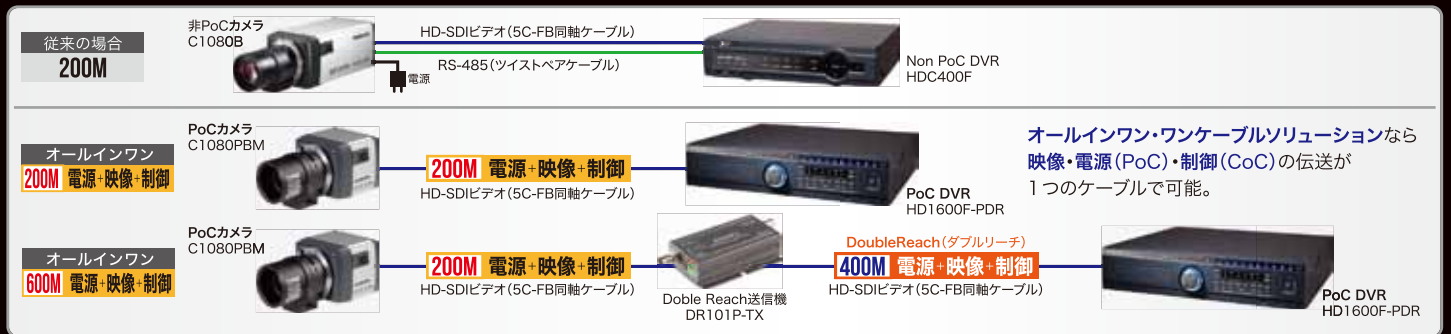 従来の場合
200M
非PoCカメラ
C1080B
HD-SDIビデオ(5C-FB同軸ケーブル)
RS-485(ツイストペアケーブル)
電源
Non PoC DVR
HDC400F
オールインワン
200M 電源+映像+制御
PoCカメラ
C1080PBM
200M 電源+映像+制御
HD-SDIビデオ(5C-FB同軸ケーブル)
PoC DVR
HD1600F-PDR
オールインワン・ワンケーブルソリューションなら
映像・電源(PoC)・制御(CoC)の伝送が
1つのケーブルで可能。
オールインワン
600M 電源+映像+制御
PoCカメラ
C1080PBM
200M 電源+映像+制御
HD-SDIビデオ(5C-FB同軸ケーブル)
Doble Reach送信機
DR101P-TX
DoubleReach(ダブルリーチ)
400M 電源+映像+制御
HD-SDIビデオ(5C-FB同軸ケーブル)
PoC DVR
HD1600F-PDR